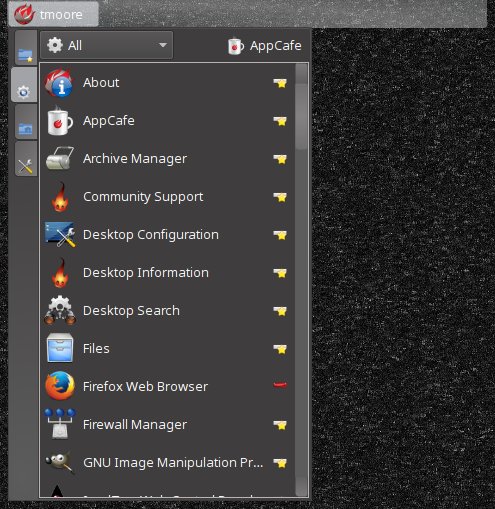 tmoore
All
AppCafe
About
AppCafe
Archive Manager
Community Support
Desktop Configuration
Desktop Information
Desktop Search
Files
Firefox Web Browser
Firewall Manager
GNU Image Manipulation Pr...